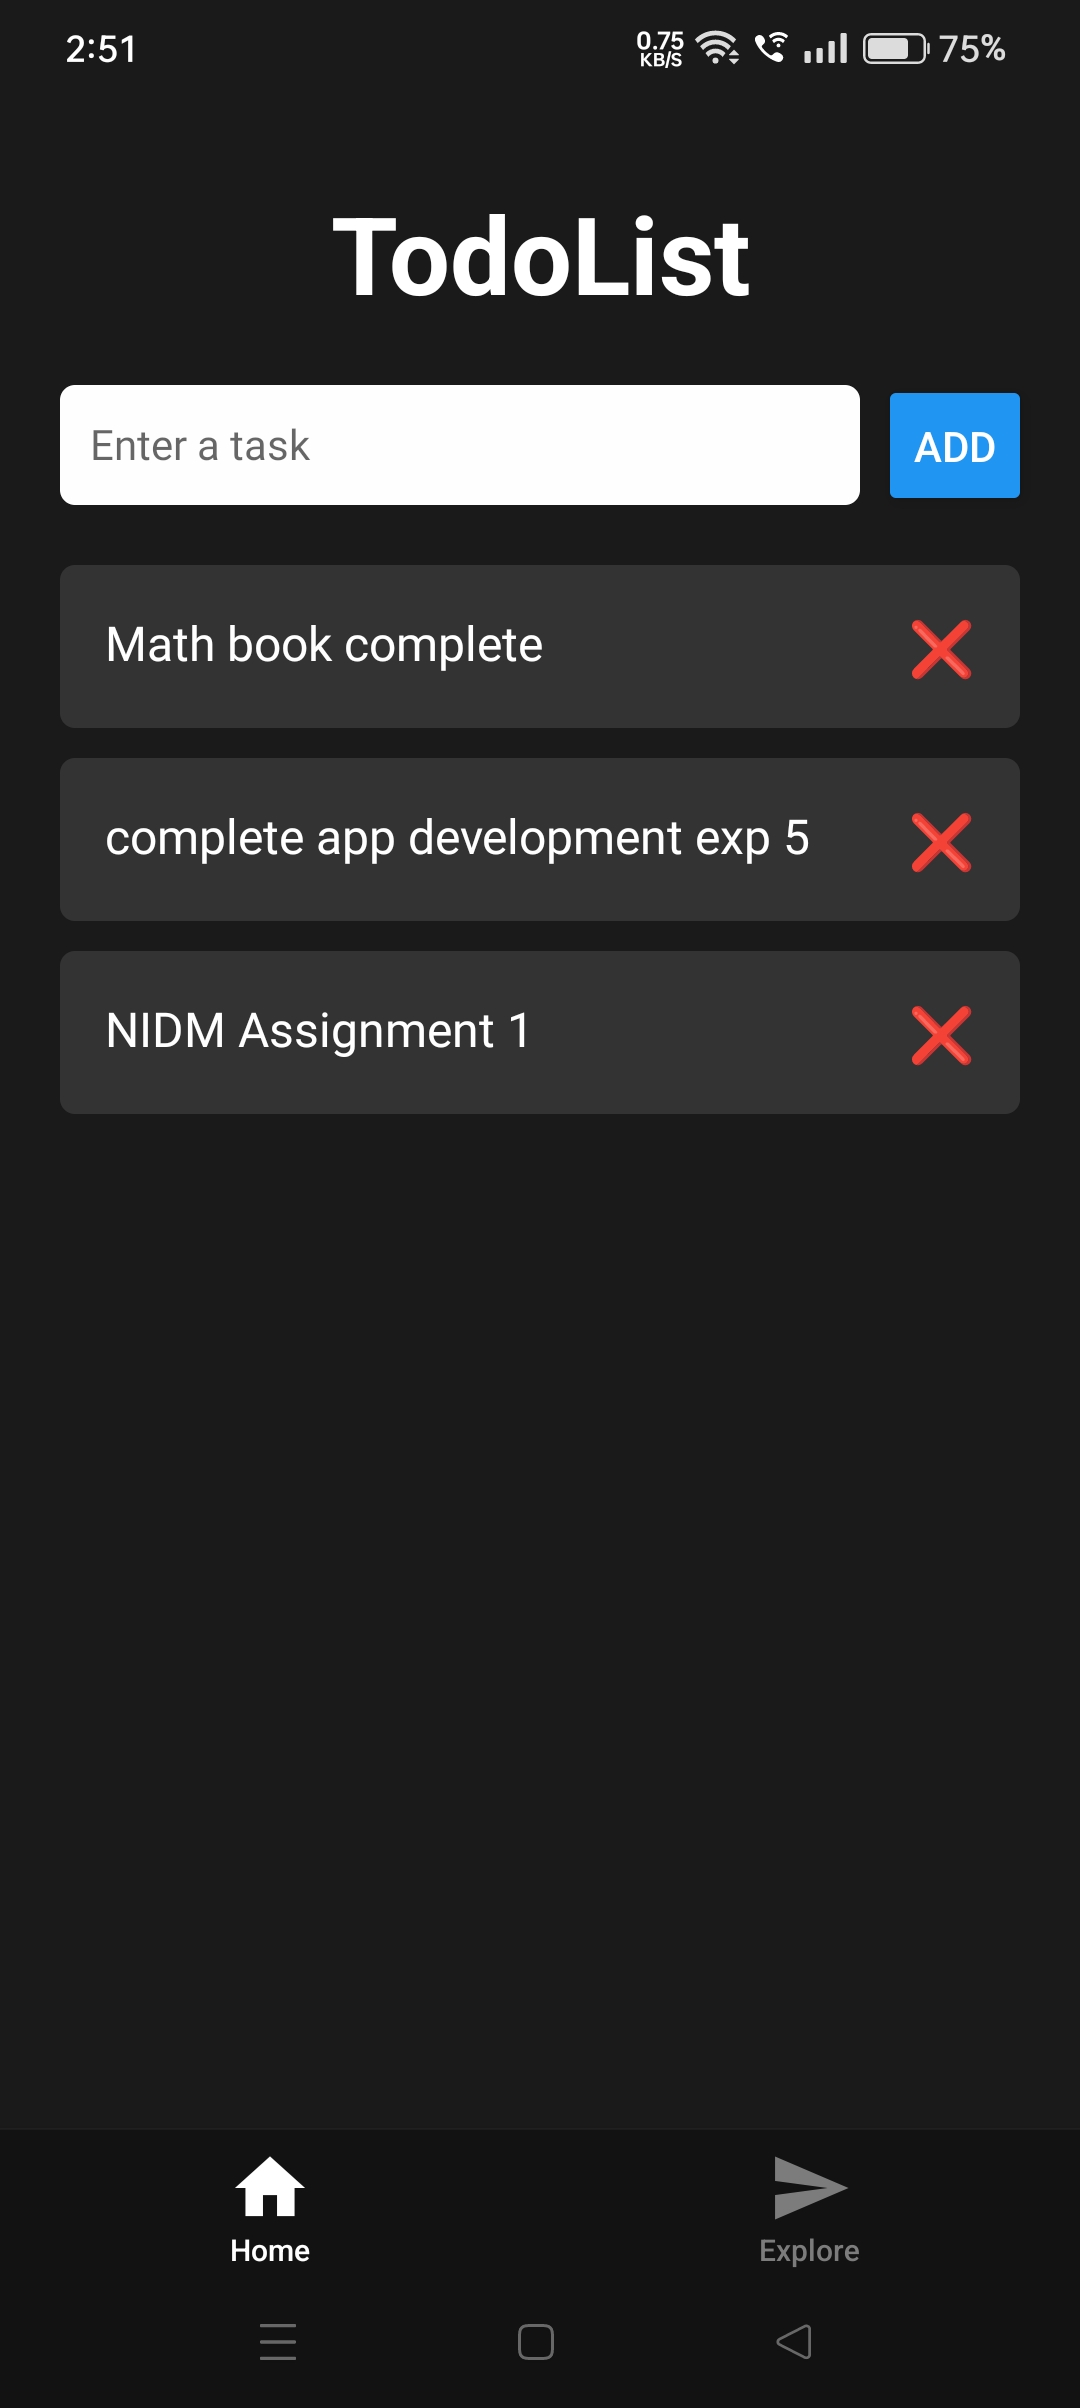 2:51 0.75 KB/S 75%
TodoList
Enter a task ADD
Math book complete
complete app development exp 5
NIDM Assignment 1
Home Explore